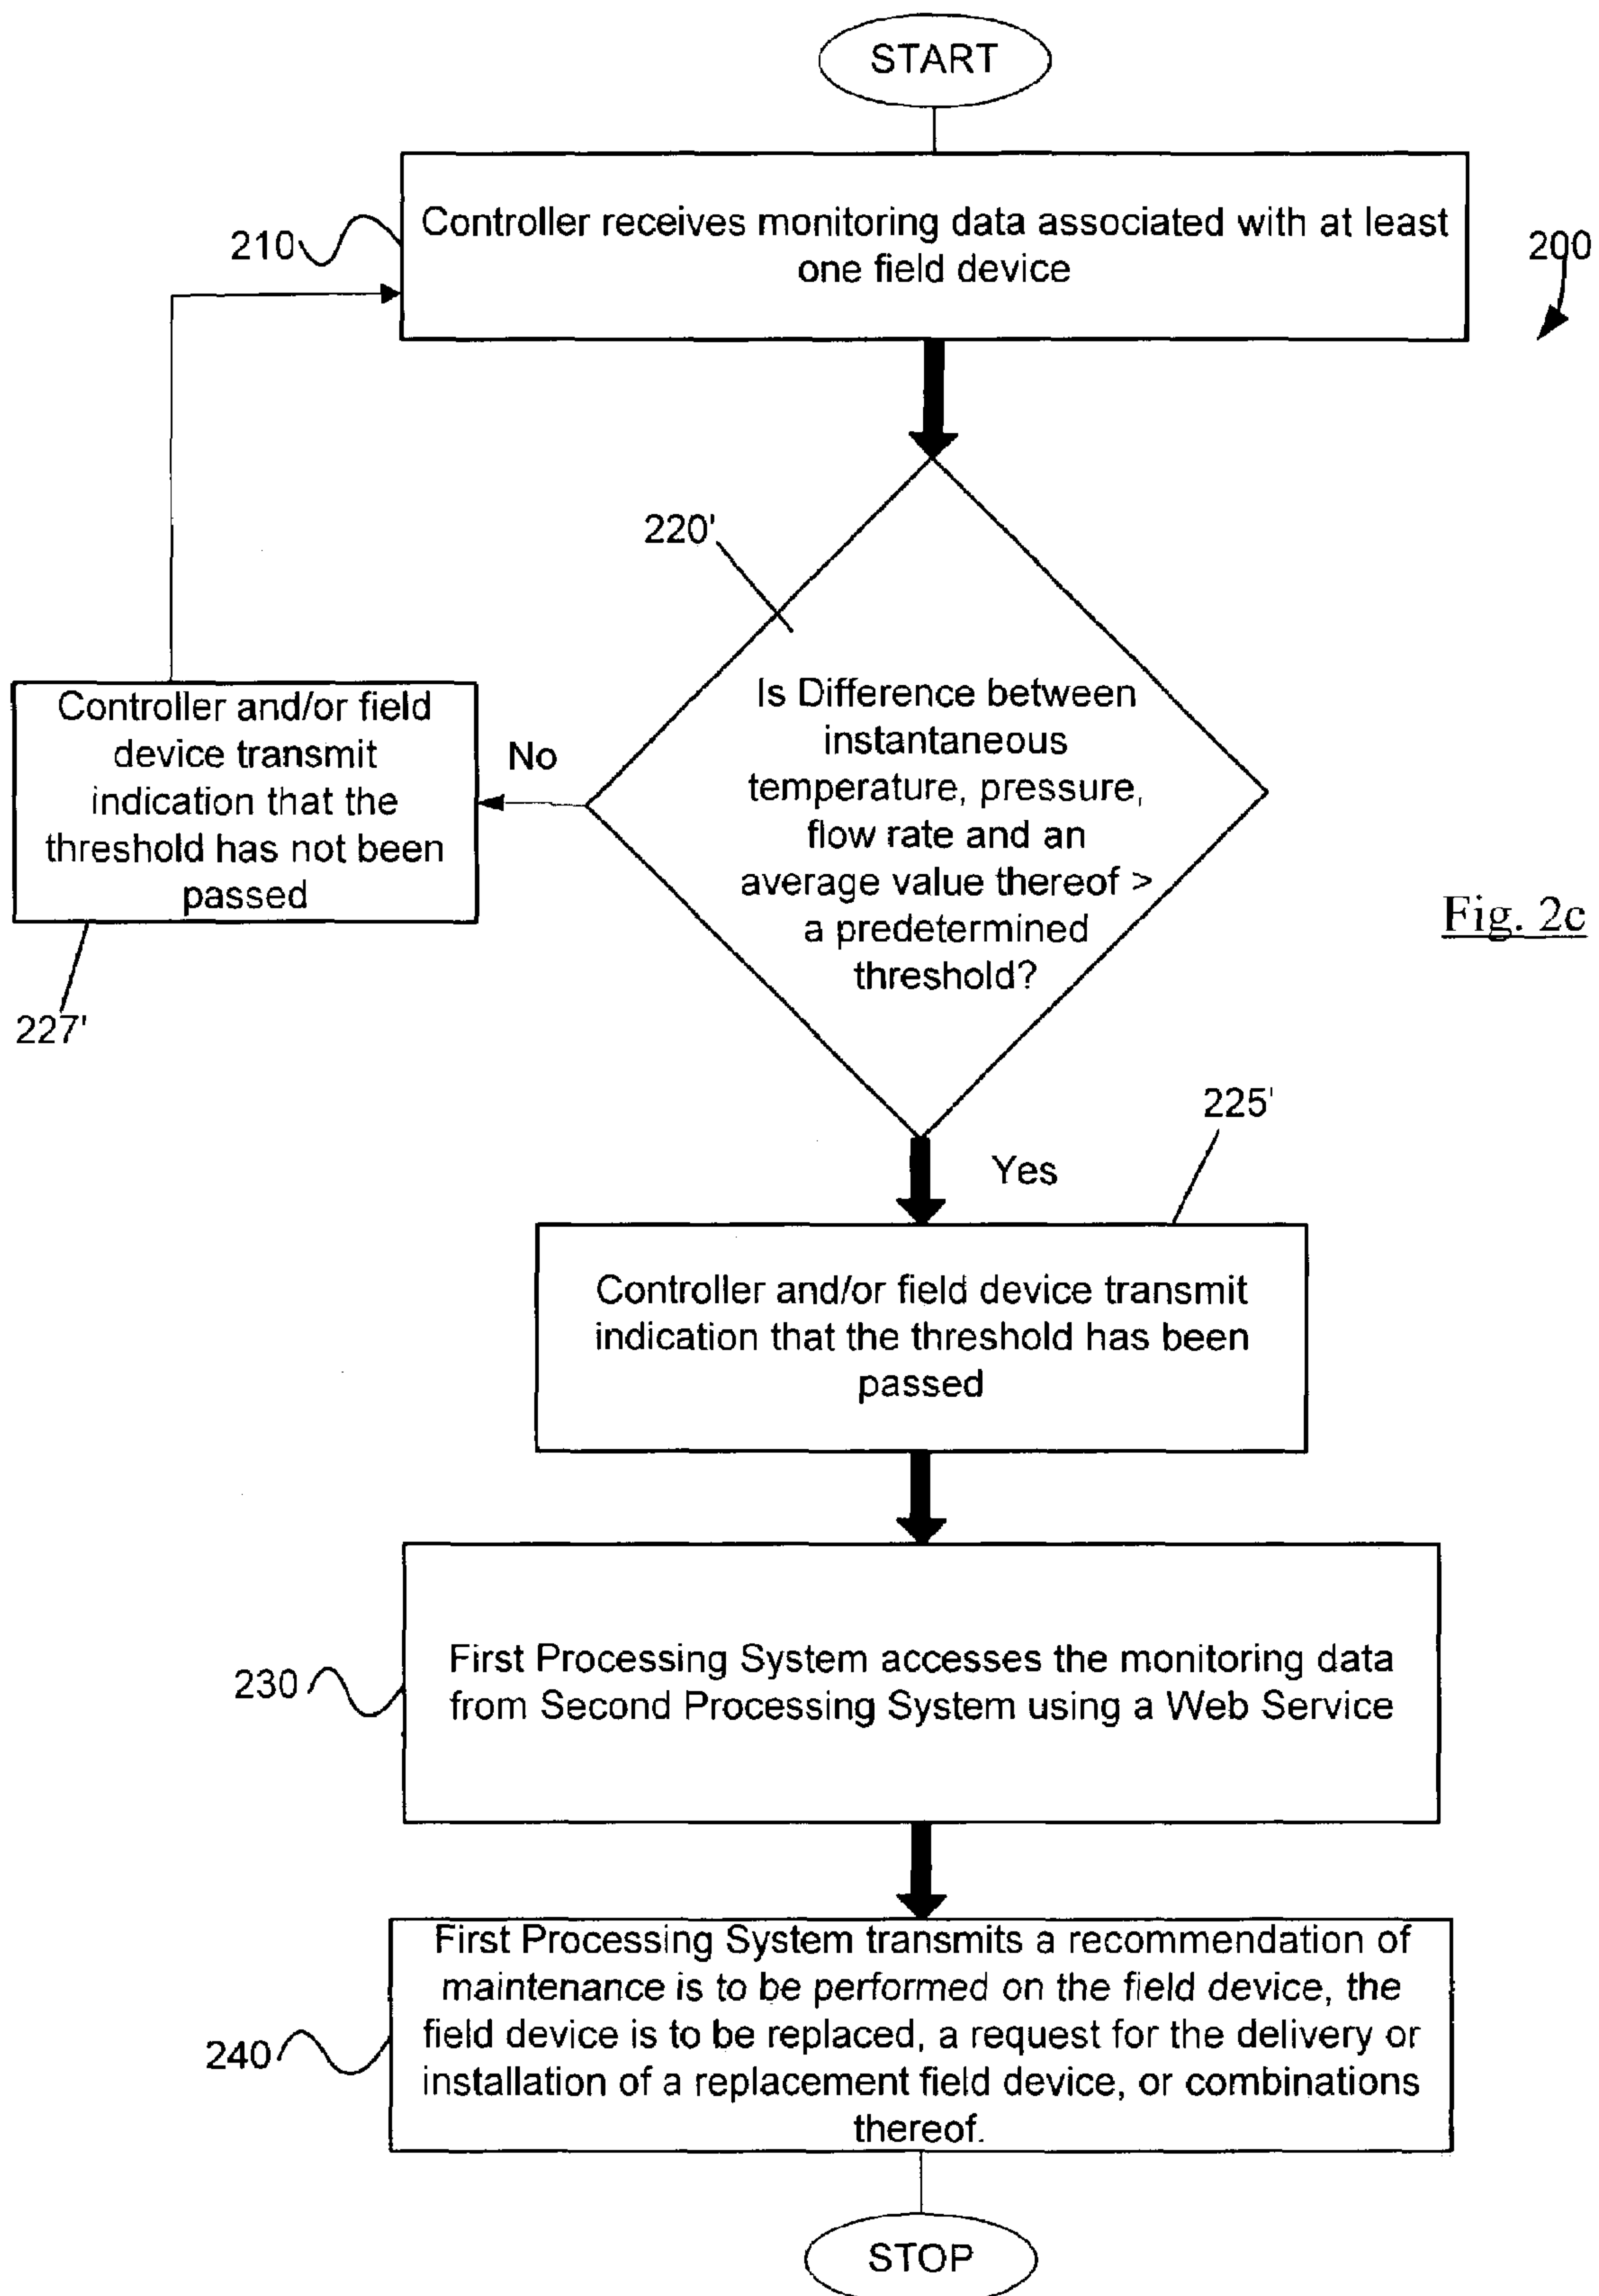 START
210
Controller receives monitoring data associated with at least
one field device
200
220'
Is Difference between
instantaneous
temperature, pressure,
flow rate and an
average value thereof >
a predetermined
threshold?
No
Controller and/or field
device transmit
indication that the
threshold has not been
passed
227'
Fig. 2c
Yes
225'
Controller and/or field device transmit
indication that the threshold has been
passed
230
First Processing System accesses the monitoring data
from Second Processing System using a Web Service
240
First Processing System transmits a recommendation of
maintenance is to be performed on the field device, the
field device is to be replaced, a request for the delivery or
installation of a replacement field device, or combinations
thereof.
STOP